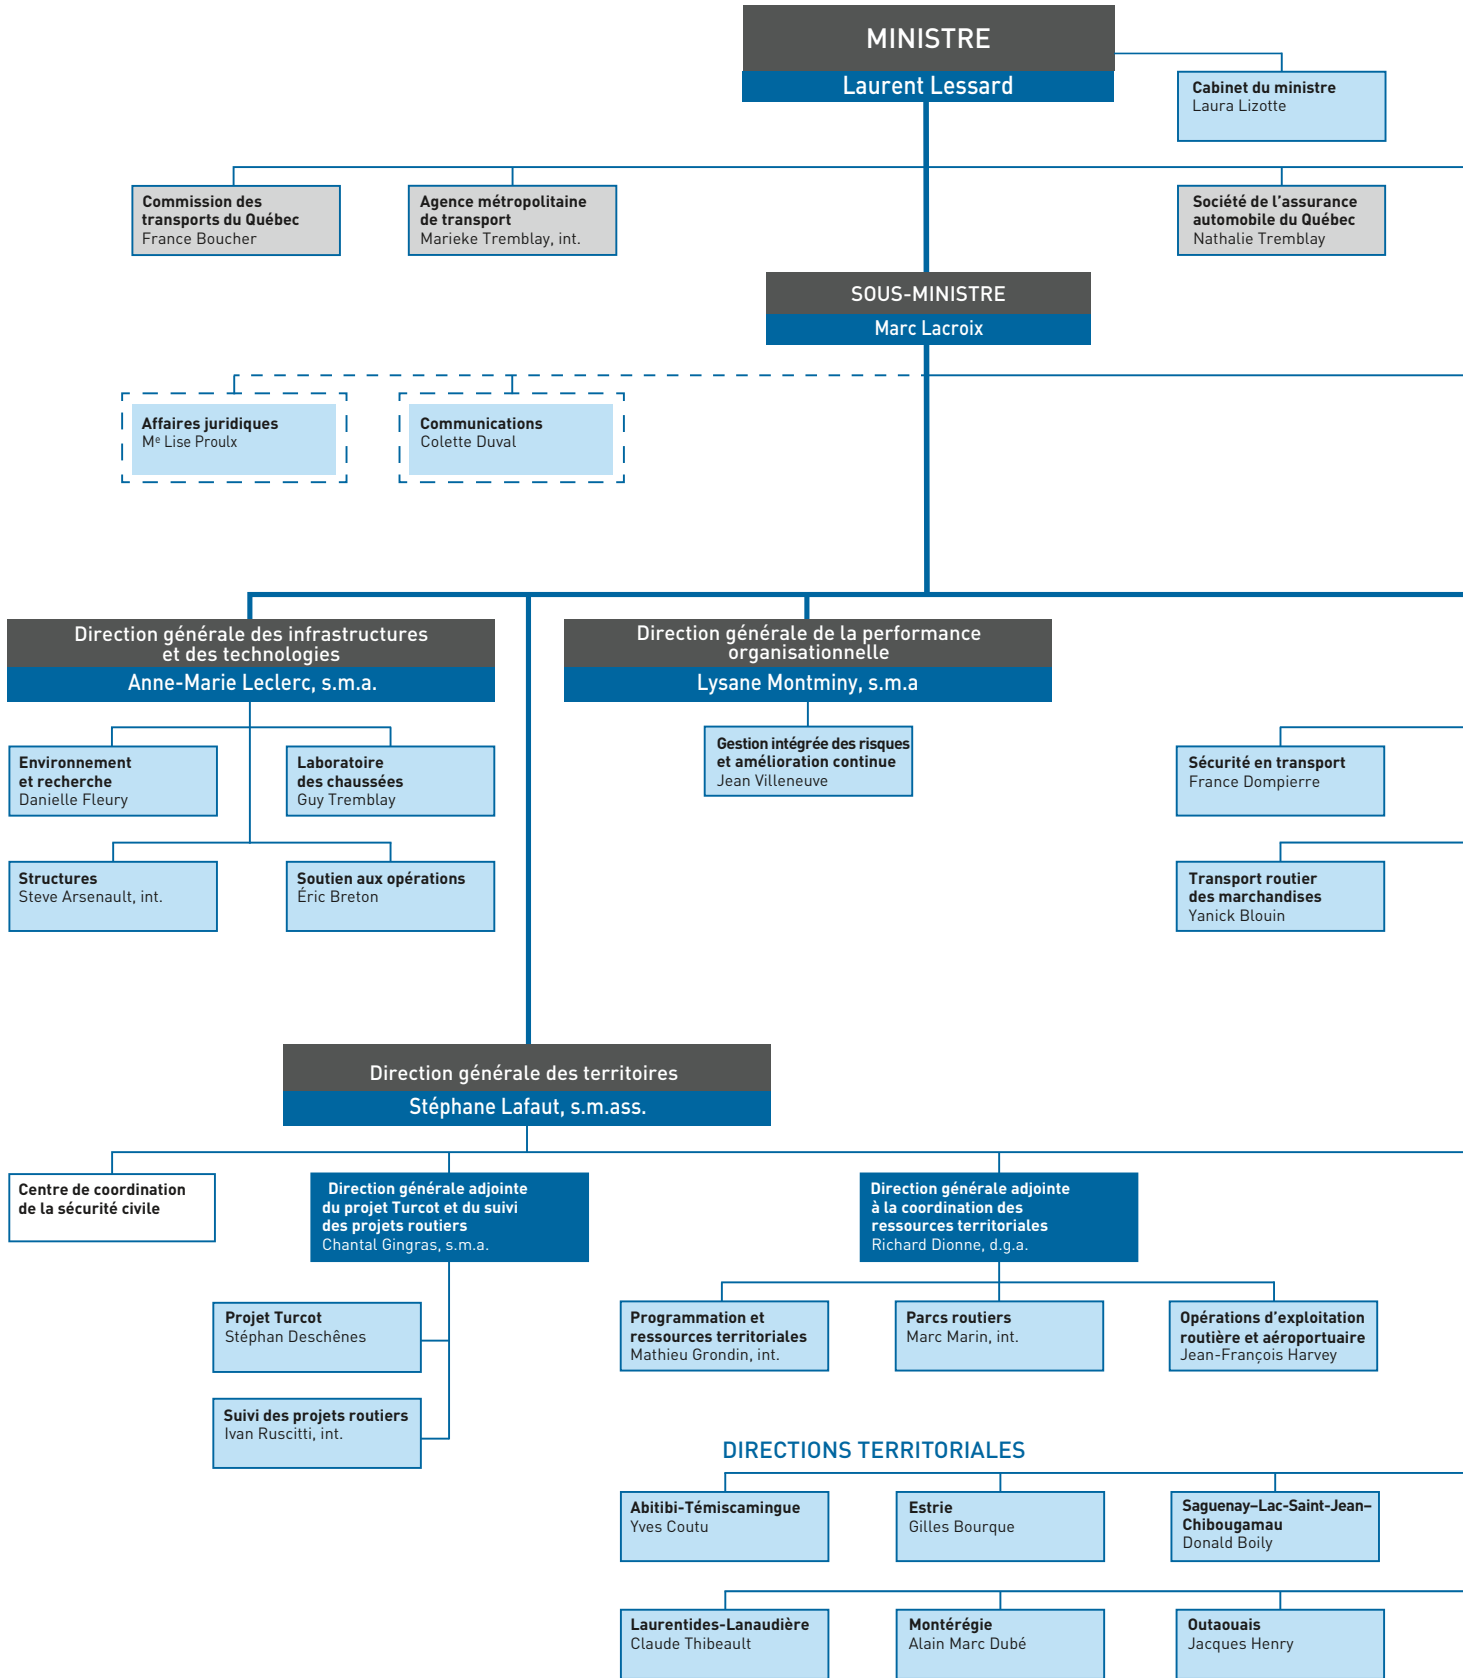 MINISTRE
Laurent Lessard
Cabinet du ministre
Laura Lizotte
Commission des
transports du Québec
France Boucher
Agence métropolitaine
de transport
Marieke Tremblay, int.
Société de l'assurance
automobile du Québec
Nathalie Tremblay
SOUS-MINISTRE
Marc Lacroix
Affaires juridiques
Mᵉ Lise Proulx
Communications
Colette Duval
Direction générale des infrastructures
et des technologies
Anne-Marie Leclerc, s.m.a.
Direction générale de la performance
organisationnelle
Lysane Montminy, s.m.a
Environnement
et recherche
Danielle Fleury
Laboratoire
des chaussées
Guy Tremblay
Gestion intégrée des risques
et amélioration continue
Jean Villeneuve
Sécurité en transport
France Dompierre
Structures
Steve Arsenault, int.
Soutien aux opérations
Éric Breton
Transport routier
des marchandises
Yanick Blouin
Direction générale des territoires
Stéphane Lafaut, s.m.ass.
Centre de coordination
de la sécurité civile
Direction générale adjointe
du projet Turcot et du suivi
des projets routiers
Chantal Gingras, s.m.a.
Direction générale adjointe
à la coordination des
ressources territoriales
Richard Dionne, d.g.a.
Projet Turcot
Stéphan Deschênes
Programmation et
ressources territoriales
Mathieu Grondin, int.
Parcs routiers
Marc Marin, int.
Opérations d'exploitation
routière et aéroportuaire
Jean-François Harvey
Suivi des projets routiers
Ivan Ruscitti, int.
DIRECTIONS TERRITORIALES
Abitibi-Témiscamingue
Yves Coutu
Estrie
Gilles Bourque
Saguenay–Lac-Saint-Jean–
Chibougamau
Donald Boily
Laurentides-Lanaudière
Claude Thibeault
Montérégie
Alain Marc Dubé
Outaouais
Jacques Henry